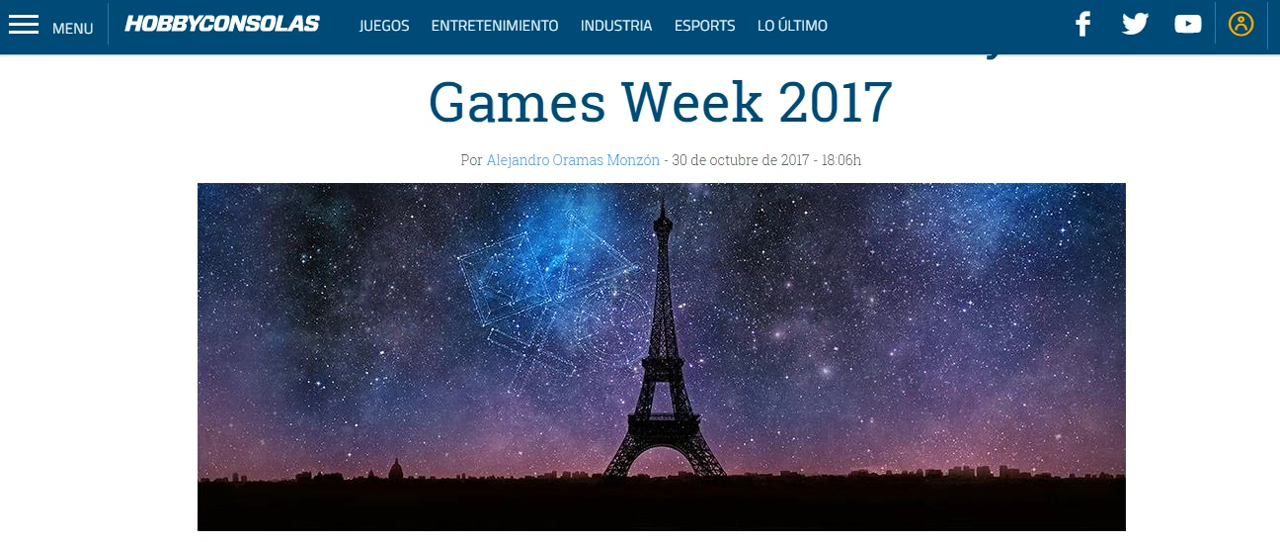 MENU HOBBYCONSOLAS JUEGOS ENTRETENIMIENTO INDUSTRIA ESPORTS LO ÚLTIMO
Games Week 2017
Por Alejandro Oramas Monzón - 30 de octubre de 2017 - 18:06h